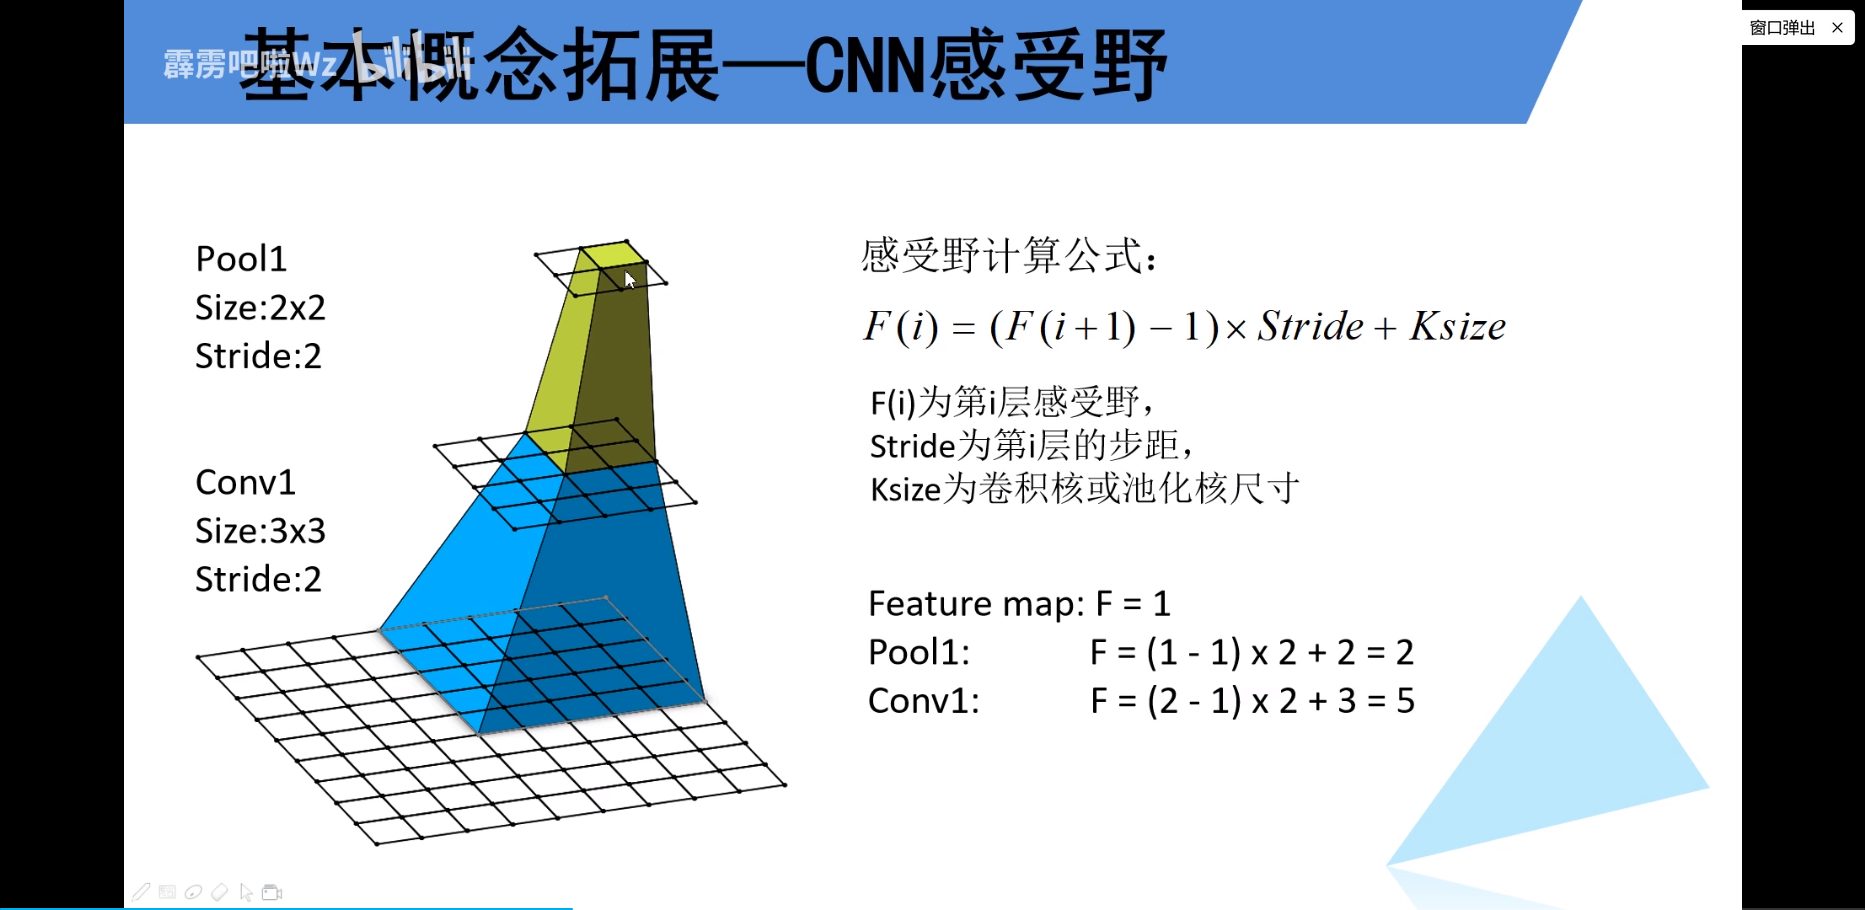 基本概念拓展—CNN感受野
霹雳吧啦Wz bilibili
窗口弹出 ×
Pool1
Size:2x2
Stride:2
Conv1
Size:3x3
Stride:2
感受野计算公式：
F(i) = (F(i+1) − 1) × Stride + Ksize
F(i)为第i层感受野，
Stride为第i层的步距，
Ksize为卷积核或池化核尺寸
Feature map: F = 1
Pool1: F = (1 - 1) x 2 + 2 = 2
Conv1: F = (2 - 1) x 2 + 3 = 5